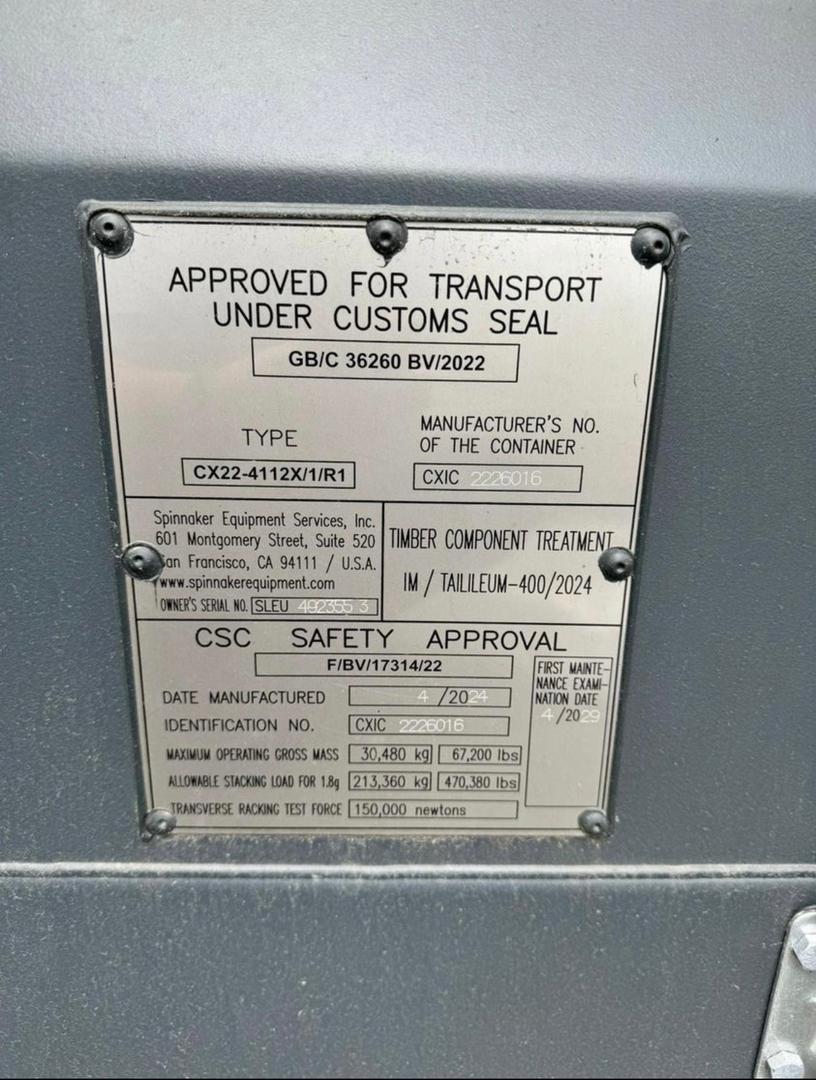 APPROVED FOR TRANSPORT
UNDER CUSTOMS SEAL
GB/C 36260 BV/2022
TYPE
CX22-4112X/1/R1
MANUFACTURER'S NO.
OF THE CONTAINER
CXIC 2226016
Spinnaker Equipment Services, Inc.
601 Montgomery Street, Suite 520
San Francisco, CA 94111 / U.S.A.
www.spinnakerequipment.com
OWNER'S SERIAL NO. SLEU 492355 3
TIMBER COMPONENT TREATMENT
IM / TAILILEUM-400/2024
CSC SAFETY APPROVAL
F/BV/17314/22
DATE MANUFACTURED 4 /2024
IDENTIFICATION NO. CXIC 2226016
MAXIMUM OPERATING GROSS MASS 30,480 kg 67,200 lbs
ALLOWABLE STACKING LOAD FOR 1.8g 213,360 kg 470,380 lbs
TRANSVERSE RACKING TEST FORCE 150,000 newtons
FIRST MAINTE-
NANCE EXAMI-
NATION DATE
4 /2029